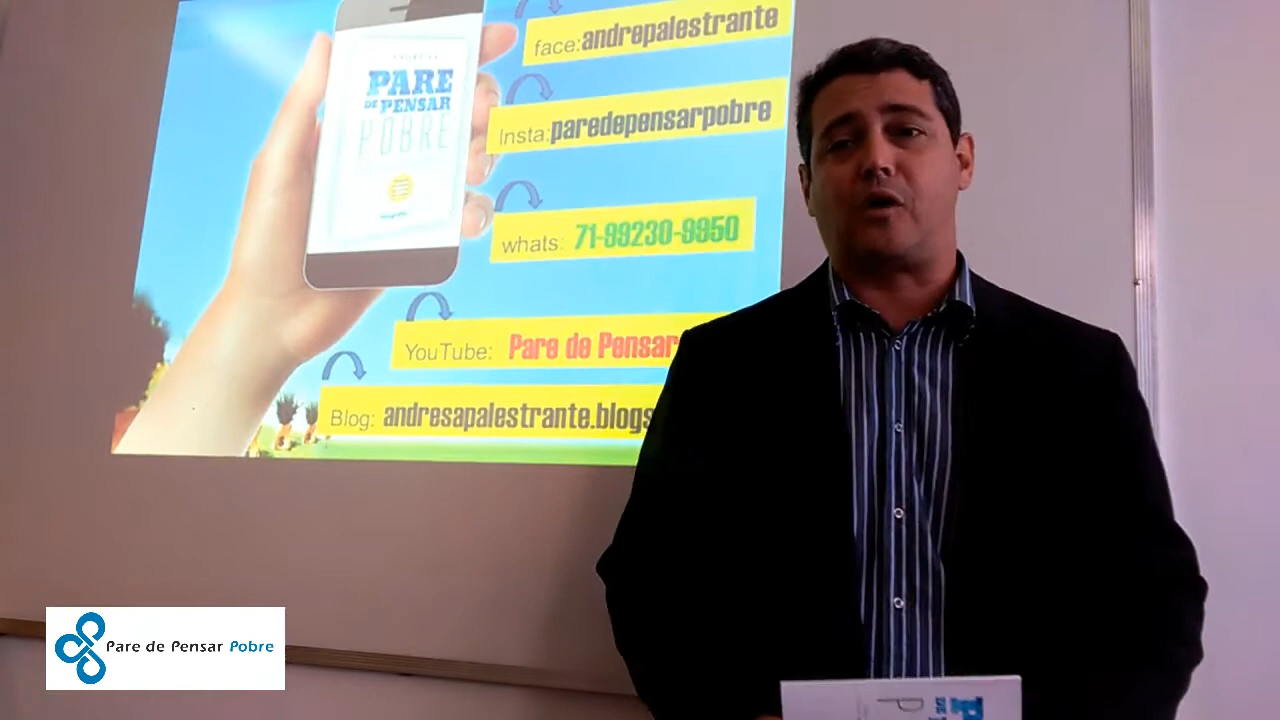 PARE
DE PENSAR
POBRE
face:andrepalestrante
Insta:paredepensarpobre
whats: 71-99230-9950
YouTube: Pare de Pensar
Blog: andresapalestrante.blogs
Pare de Pensar Pobre